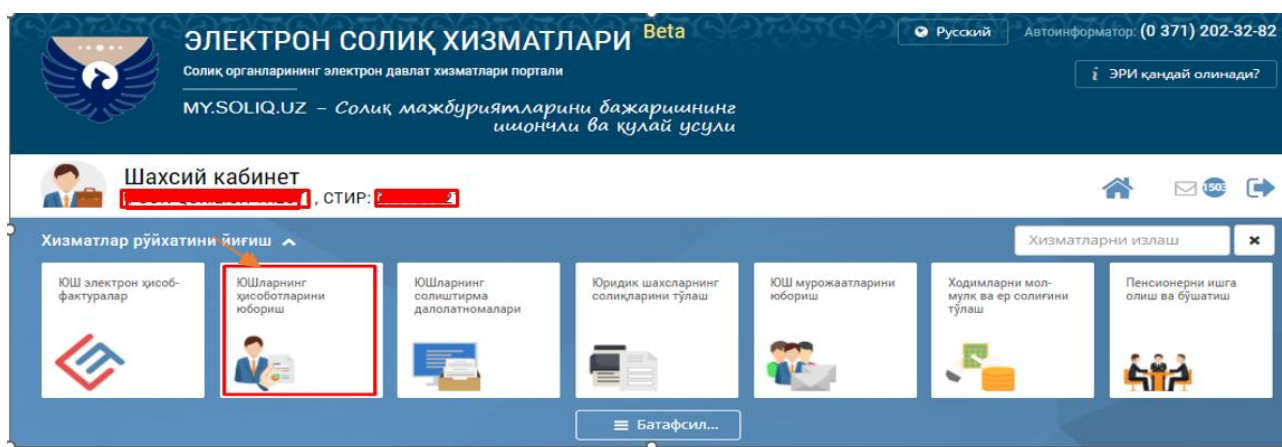 ЭЛЕКТРОН СОЛИҚ ХИЗМАТЛАРИ Beta
Русский
Автоинформатор: (0 371) 202-32-82
Солиқ органларининг электрон давлат хизматлари портали
ЭРИ қандай олинади?
MY.SOLIQ.UZ – Солиқ мажбуриятларини бажаришнинг
ишончли ва қулай усули
Шахсий кабинет
, СТИР:
1503
Хизматлар рўйхатини йиғиш
Хизматларни излаш
ЮШ электрон ҳисоб-
фактуралар
ЮШларнинг
ҳисоботларини
юбориш
ЮШларнинг
солиштирма
далолатномалари
Юридик шахсларнинг
солиқларини тўлаш
ЮШ мурожаатларини
юбориш
Ходимларни мол-
мулк ва ер солиғини
тўлаш
Пенсионерни ишга
олиш ва бўшатиш
Батафсил...